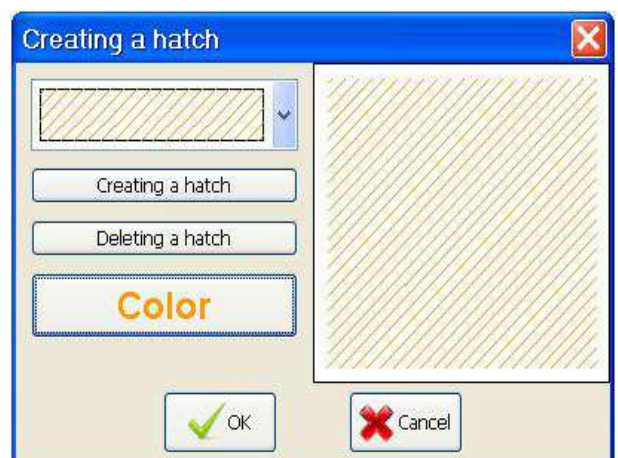 Creating a hatch
Creating a hatch
Deleting a hatch
Color
OK
Cancel